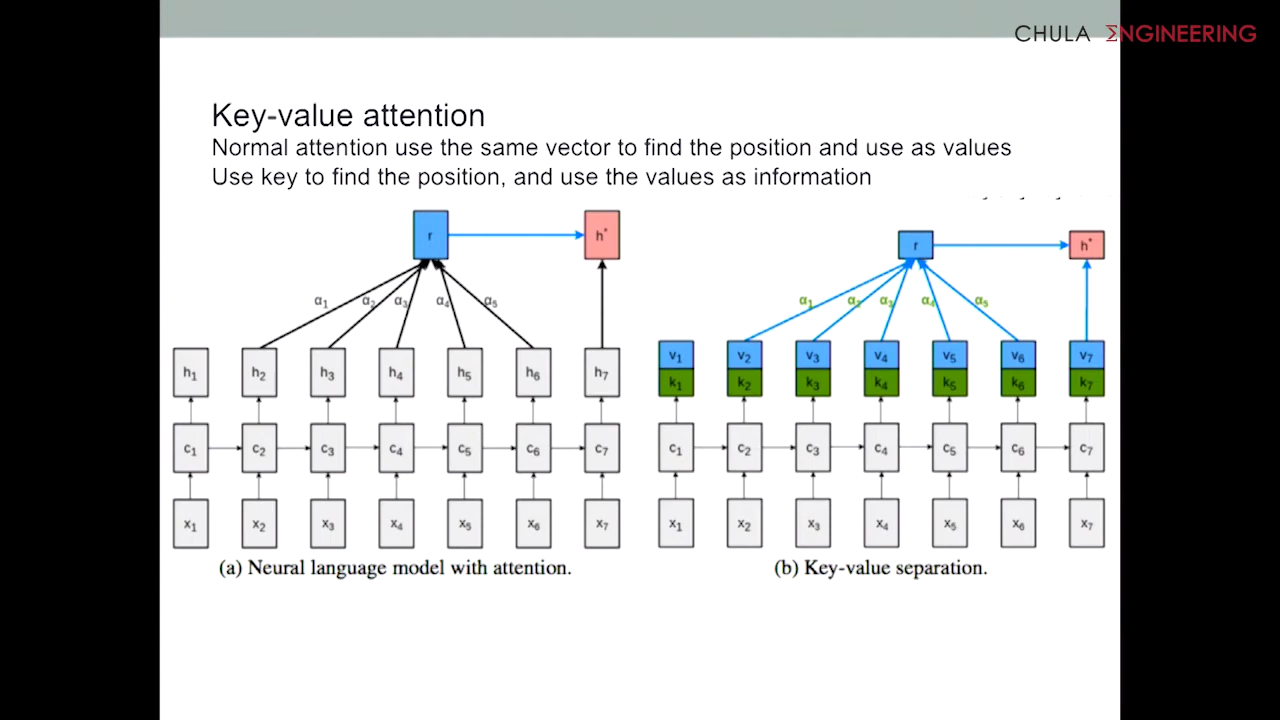 CHULA ΣNGINEERING
Key-value attention
Normal attention use the same vector to find the position and use as values
Use key to find the position, and use the values as information
r h*
α1 α2 α3 α4 α5
h1 h2 h3 h4 h5 h6 h7
c1 c2 c3 c4 c5 c6 c7
x1 x2 x3 x4 x5 x6 x7
(a) Neural language model with attention.
r h*
α1 α2 α3 α4 α5
v1 v2 v3 v4 v5 v6 v7
k1 k2 k3 k4 k5 k6 k7
c1 c2 c3 c4 c5 c6 c7
x1 x2 x3 x4 x5 x6 x7
(b) Key-value separation.